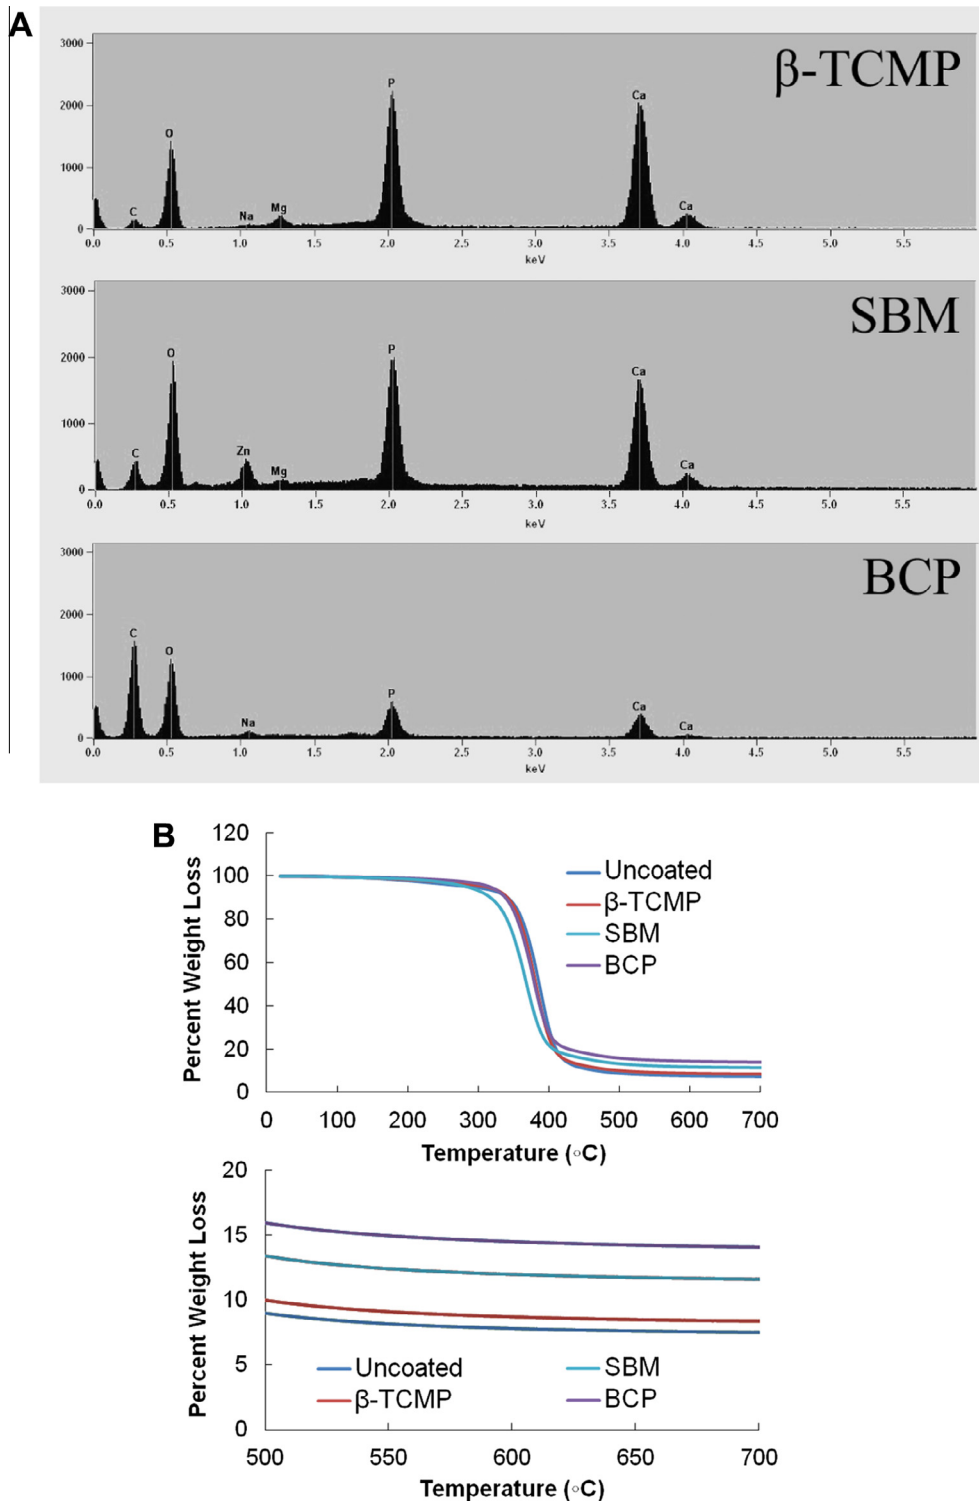 A
β-TCMP
3000
2000
1000
0
C
O
Na
Mg
P
Ca
Ca
0.0 0.5 1.0 1.5 2.0 2.5 3.0 3.5 4.0 4.5 5.0 5.5
keV
SBM
3000
2000
1000
0
C
O
Zn
Mg
P
Ca
Ca
0.0 0.5 1.0 1.5 2.0 2.5 3.0 3.5 4.0 4.5 5.0 5.5
keV
BCP
3000
2000
1000
0
C
O
Na
P
Ca
Ca
0.0 0.5 1.0 1.5 2.0 2.5 3.0 3.5 4.0 4.5 5.0 5.5
keV
B
Percent Weight Loss
120
100
80
60
40
20
0
Uncoated
β-TCMP
SBM
BCP
0 100 200 300 400 500 600 700
Temperature (◦C)
Percent Weight Loss
20
15
10
5
0
Uncoated
β-TCMP
SBM
BCP
500 550 600 650 700
Temperature (◦C)